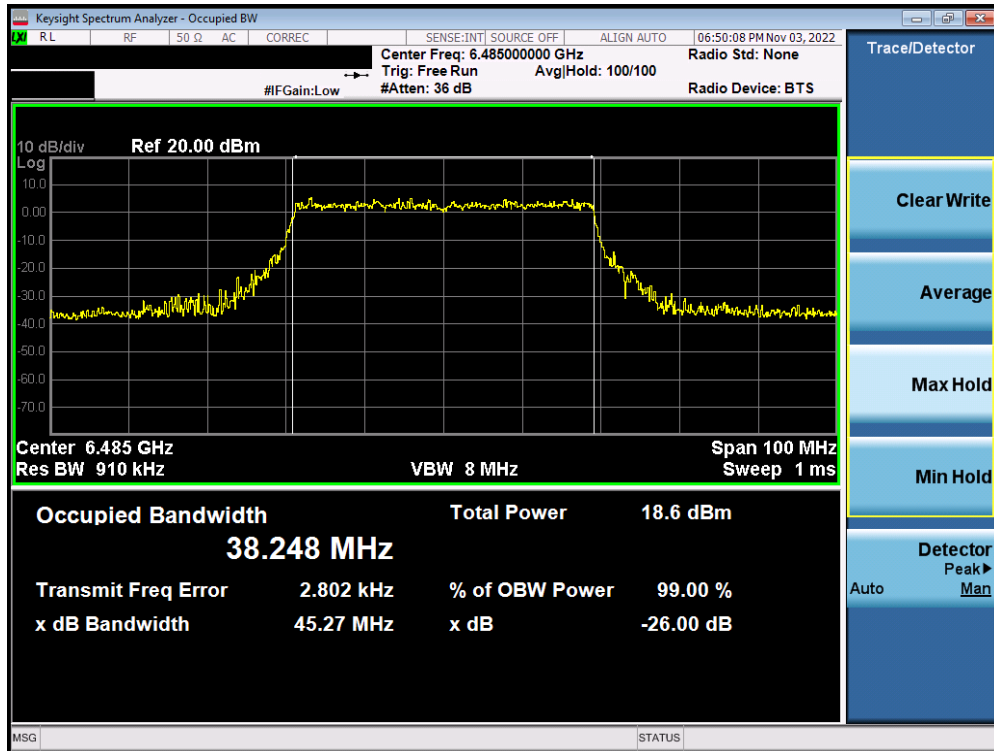 Keysight Spectrum Analyzer - Occupied BW
LXI RL RF 50 Ω AC CORREC SENSE:INT SOURCE OFF ALIGN AUTO 06:50:08 PM Nov 03, 2022
Center Freq: 6.485000000 GHz Radio Std: None
Trig: Free Run Avg|Hold: 100/100
#IFGain:Low #Atten: 36 dB Radio Device: BTS
Trace/Detector
10 dB/div Ref 20.00 dBm
Log
10.0
0.00
-10.0
-20.0
-30.0
-40.0
-50.0
-60.0
-70.0
Center 6.485 GHz Span 100 MHz
Res BW 910 kHz VBW 8 MHz Sweep 1 ms
Occupied Bandwidth Total Power 18.6 dBm
38.248 MHz
Transmit Freq Error 2.802 kHz % of OBW Power 99.00 %
x dB Bandwidth 45.27 MHz x dB -26.00 dB
Clear Write
Average
Max Hold
Min Hold
Detector
Peak▶
Auto Man
MSG STATUS